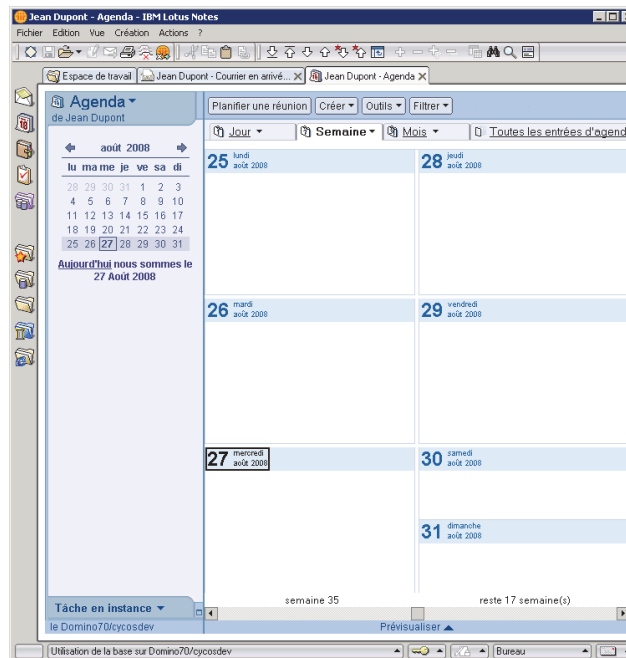 Jean Dupont - Agenda - IBM Lotus Notes
Fichier Edition Vue Création Actions ?
Espace de travail Jean Dupont - Courrier en arrivé... Jean Dupont - Agenda
Agenda
de Jean Dupont
Planifier une réunion Créer Outils Filtrer
Jour Semaine Mois Toutes les entrées d'agend
août 2008
lu ma me je ve sa di
28 29 30 31 1 2 3
4 5 6 7 8 9 10
11 12 13 14 15 16 17
18 19 20 21 22 23 24
25 26 27 28 29 30 31
Aujourd'hui nous sommes le
27 Août 2008
25 lundi
août 2008
28 jeudi
août 2008
26 mardi
août 2008
29 vendredi
août 2008
27 mercredi
août 2008
30 samedi
août 2008
31 dimanche
août 2008
semaine 35 reste 17 semaine(s)
Tâche en instance
le Domino70/cycosdev
Prévisualiser
Utilisation de la base sur Domino70/cycosdev Bureau